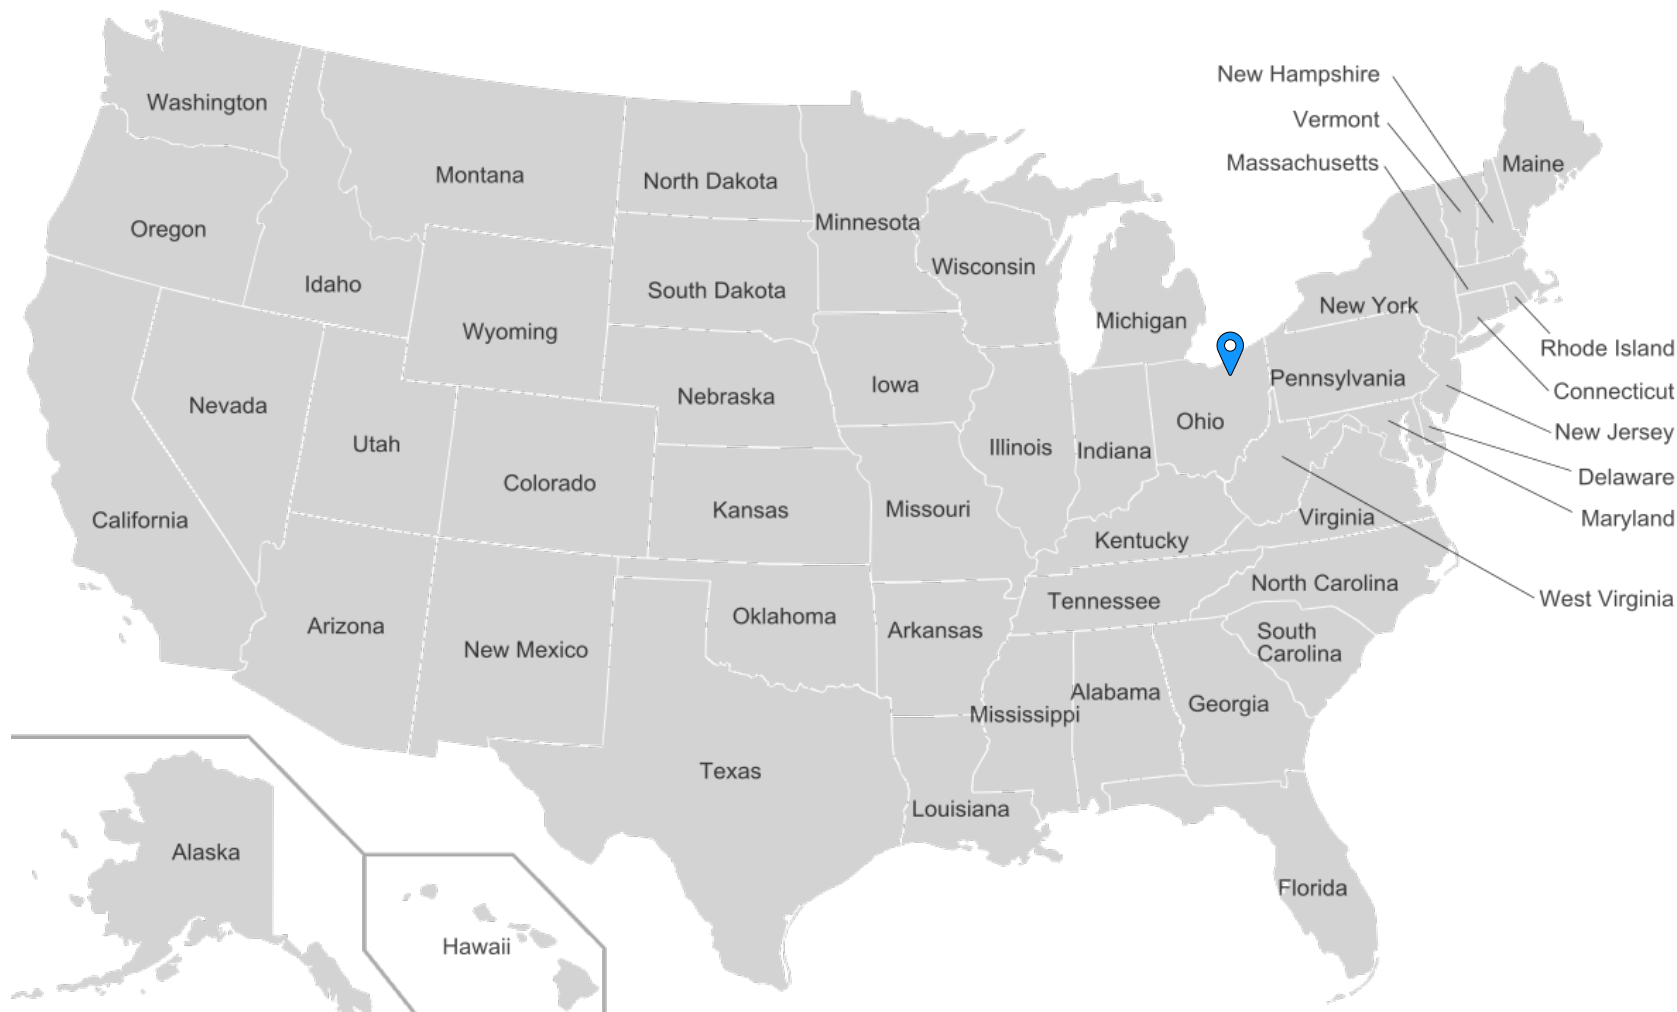 New Hampshire
Washington
Vermont
Massachusetts
Maine
Montana
North Dakota
Minnesota
Oregon
Wisconsin
Idaho
South Dakota
New York
Michigan
Wyoming
Rhode Island
Pennsylvania
Iowa
Connecticut
Nebraska
Nevada
Ohio
New Jersey
Utah
Illinois
Indiana
Delaware
Colorado
Kansas
Missouri
Virginia
Maryland
California
Kentucky
North Carolina
West Virginia
Tennessee
Oklahoma
Arizona
Arkansas
South
Carolina
New Mexico
Alabama
Georgia
Mississippi
Texas
Louisiana
Alaska
Florida
Hawaii